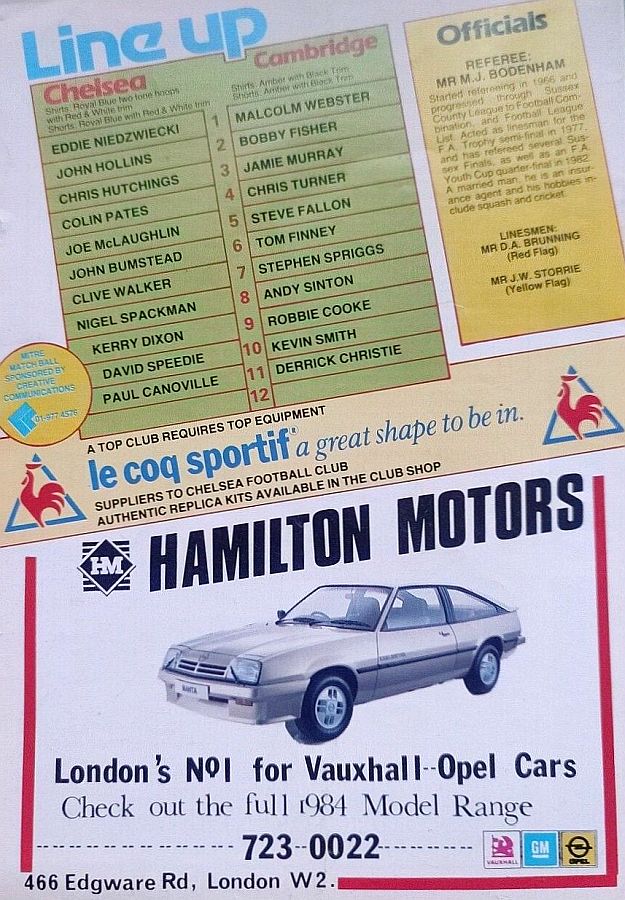 Line up
Chelsea
Shirts: Royal Blue two tone hoops
with Red & White trim
Shorts: Royal Blue with Red & White trim
Cambridge
Shirts: Amber with Black Trim
Shorts: Amber with Black Trim
EDDIE NIEDZWIECKI 1 MALCOLM WEBSTER
JOHN HOLLINS 2 BOBBY FISHER
CHRIS HUTCHINGS 3 JAMIE MURRAY
COLIN PATES 4 CHRIS TURNER
JOE McLAUGHLIN 5 STEVE FALLON
JOHN BUMSTEAD 6 TOM FINNEY
CLIVE WALKER 7 STEPHEN SPRIGGS
NIGEL SPACKMAN 8 ANDY SINTON
KERRY DIXON 9 ROBBIE COOKE
DAVID SPEEDIE 10 KEVIN SMITH
PAUL CANOVILLE 11 DERRICK CHRISTIE
12
Officials
REFEREE:
MR M.J. BODENHAM
Started refereeing in 1966 and
progressed through Sussex
County League to Football Com-
bination, and Football League
List. Acted as linesman for the
F.A. Trophy semi-final in 1977,
and has refereed several Sus-
sex Finals, as well as an F.A.
Youth Cup quarter-final in 1982.
A married man, he is an insur-
ance agent and his hobbies in-
clude squash and cricket.
LINESMEN:
MR D.A. BRUNNING
(Red Flag)
MR J.W. STORRIE
(Yellow Flag)
MITRE
MATCH BALL
SPONSORED BY
CREATIVE
COMMUNICATIONS
01-977 4576
A TOP CLUB REQUIRES TOP EQUIPMENT
le coq sportif® a great shape to be in.
SUPPLIERS TO CHELSEA FOOTBALL CLUB
AUTHENTIC REPLICA KITS AVAILABLE IN THE CLUB SHOP
HM HAMILTON MOTORS
MANTA
London's Nº1 for Vauxhall--Opel Cars
Check out the full 1984 Model Range
723-0022
VAUXHALL GM OPEL
466 Edgware Rd, London W2.